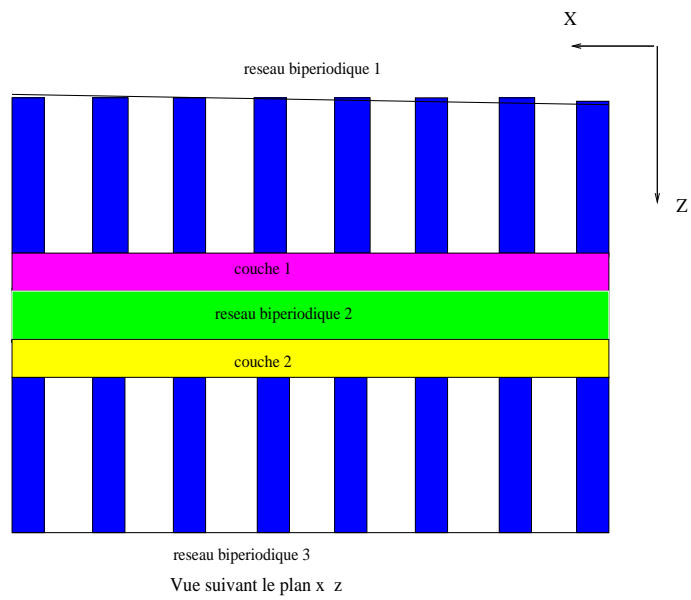 X
reseau biperiodique 1
Z
couche 1
reseau biperiodique 2
couche 2
reseau biperiodique 3
Vue suivant le plan x z